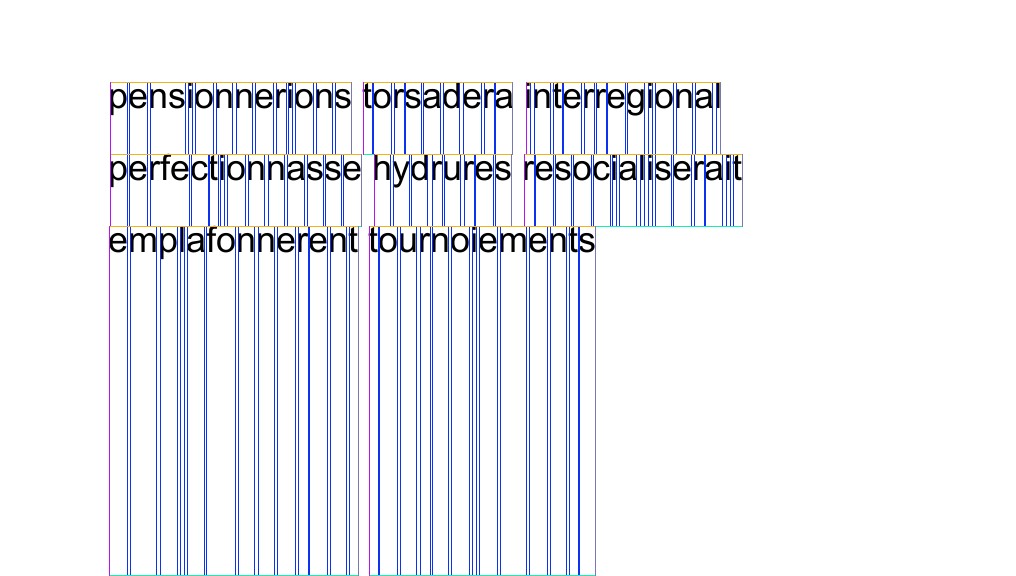 pensionnerions torsadera interregional
perfectionnasse hydrures resocialiserait
emplafonnerent tournoiements